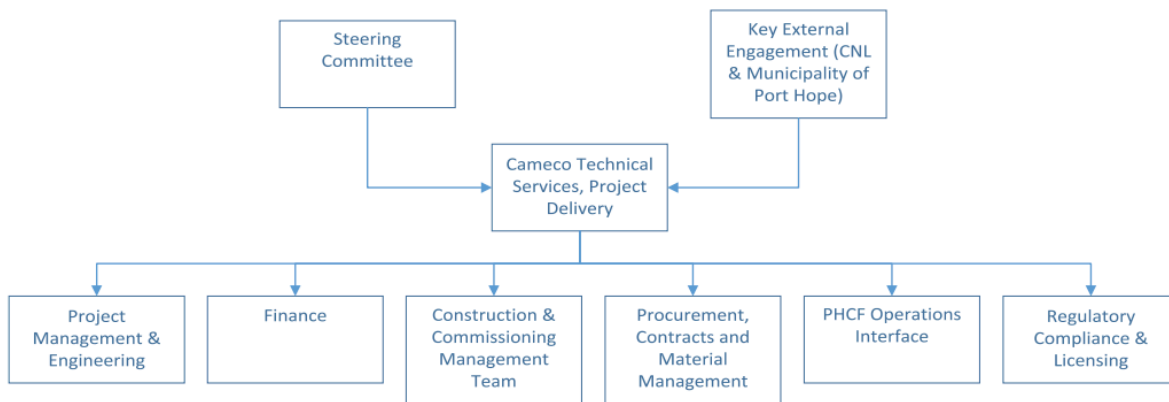 Steering
Committee
Key External
Engagement (CNL
& Municipality of
Port Hope)
Cameco Technical
Services, Project
Delivery
Project
Management &
Engineering
Finance
Construction &
Commissioning
Management
Team
Procurement,
Contracts and
Material
Management
PHCF Operations
Interface
Regulatory
Compliance &
Licensing